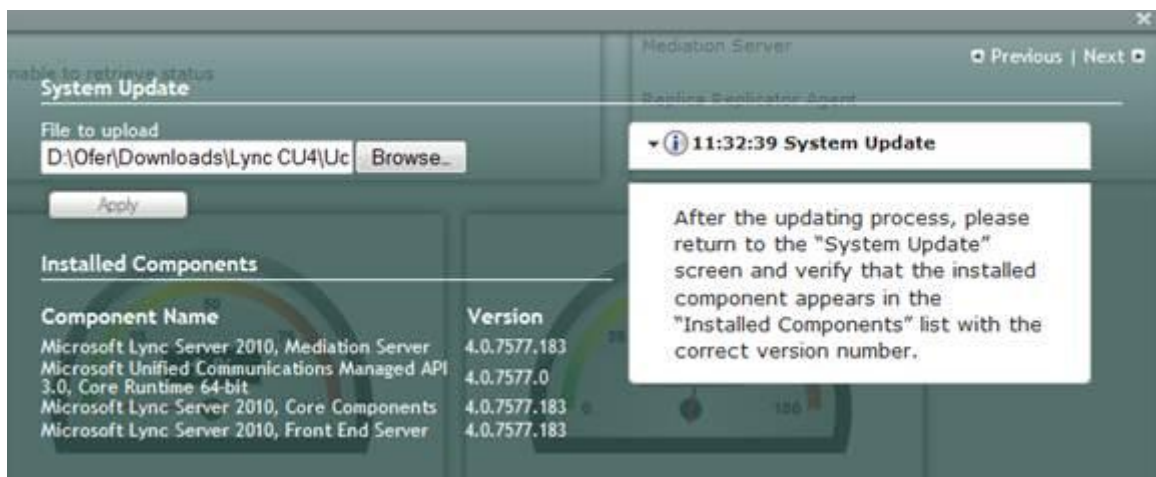 Mediation Server
Previous | Next
nable to retrieve status
System Update
Replica Replicator Agent
File to upload
D:\Ofer\Downloads\Lync CU4\Uc
Browse..
11:32:39 System Update
Apply
After the updating process, please
return to the “System Update”
screen and verify that the installed
component appears in the
“Installed Components” list with the
correct version number.
Installed Components
Component Name Version
Microsoft Lync Server 2010, Mediation Server 4.0.7577.183
Microsoft Unified Communications Managed API
3.0, Core Runtime 64-bit 4.0.7577.0
Microsoft Lync Server 2010, Core Components 4.0.7577.183
Microsoft Lync Server 2010, Front End Server 4.0.7577.183
50
0
100